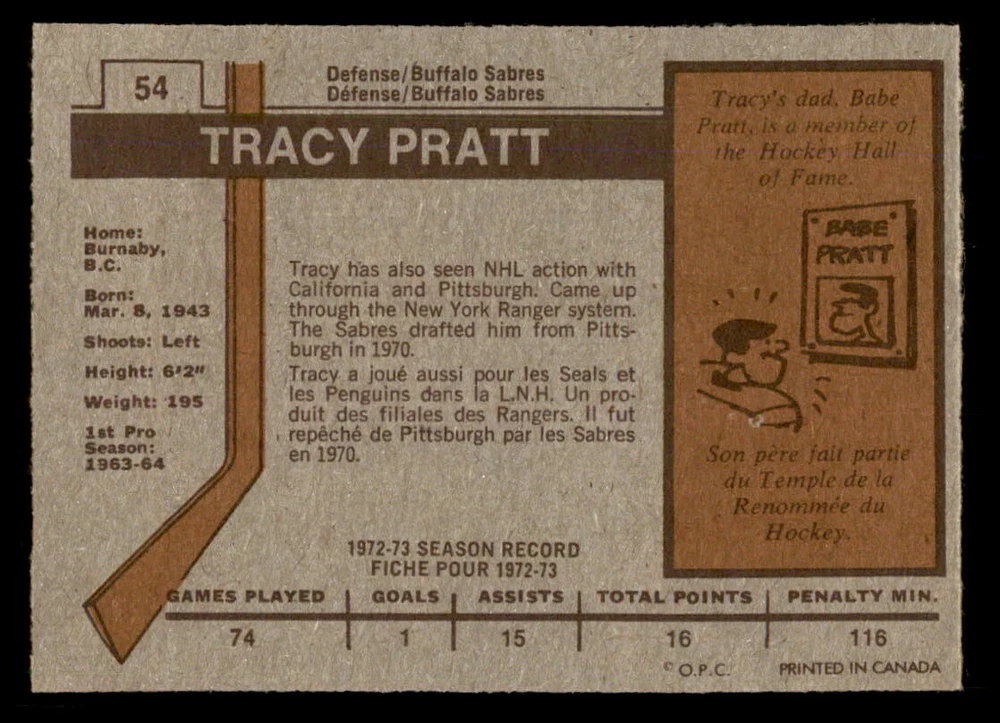 54
Defense/Buffalo Sabres
Défense/Buffalo Sabres
TRACY PRATT
Home:
Burnaby,
B.C.
Born:
Mar. 8, 1943
Shoots: Left
Height: 6'2"
Weight: 195
1st Pro
Season:
1963-64
Tracy has also seen NHL action with
California and Pittsburgh. Came up
through the New York Ranger system.
The Sabres drafted him from Pitts-
burgh in 1970.
Tracy a joué aussi pour les Seals et
les Penguins dans la L.N.H. Un pro-
duit des filiales des Rangers. Il fut
repêché de Pittsburgh par les Sabres
en 1970.
Tracy's dad, Babe
Pratt, is a member of
the Hockey Hall
of Fame.
BABE
PRATT
Son père fait partie
du Temple de la
Renommée du
Hockey.
1972-73 SEASON RECORD
FICHE POUR 1972-73
GAMES PLAYED | GOALS | ASSISTS | TOTAL POINTS | PENALTY MIN.
74 1 15 16 116
© O.P.C. PRINTED IN CANADA